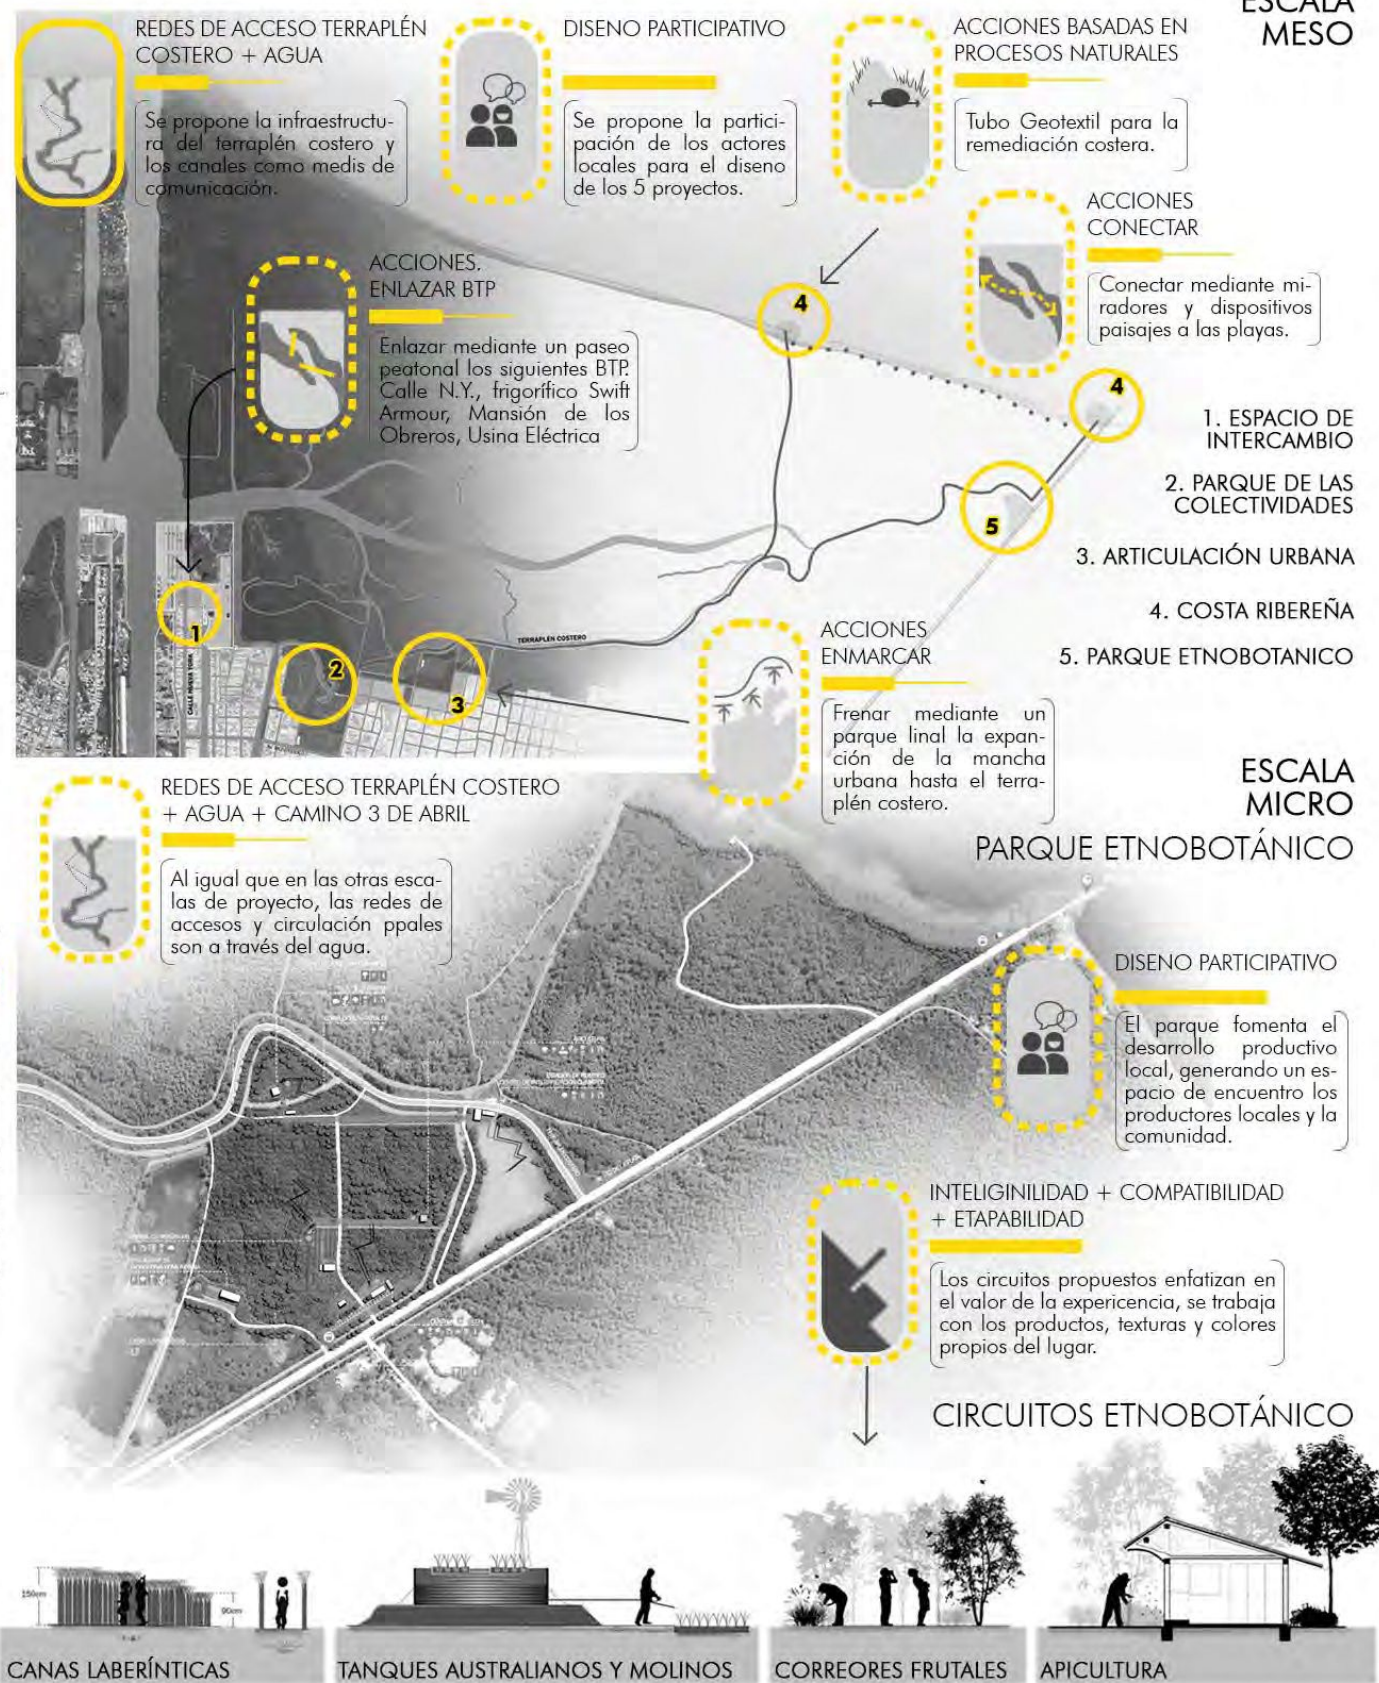 ESCALA
MESO
REDES DE ACCESO TERRAPLÉN
COSTERO + AGUA
Se propone la infraestructu-
ra del terraplén costero y
los canales como medis de
comunicación.
DISENO PARTICIPATIVO
Se propone la partici-
pación de los actores
locales para el diseno
de los 5 proyectos.
ACCIONES BASADAS EN
PROCESOS NATURALES
Tubo Geotextil para la
remediación costera.
ACCIONES
CONECTAR
Conectar mediante mi-
radores y dispositivos
paisajes a las playas.
ACCIONES.
ENLAZAR BTP
Enlazar mediante un paseo
peatonal los siguientes BTP.
Calle N.Y., frigorífico Swift
Armour, Mansión de los
Obreros, Usina Eléctrica
4
4
5
1
2
3
CALLE NUEVA YORK
TERRAPLÉN COSTERO
1. ESPACIO DE
INTERCAMBIO
2. PARQUE DE LAS
COLECTIVIDADES
3. ARTICULACIÓN URBANA
4. COSTA RIBEREÑA
5. PARQUE ETNOBOTANICO
ACCIONES
ENMARCAR
Frenar mediante un
parque linal la expan-
ción de la mancha
urbana hasta el terra-
plén costero.
ESCALA
MICRO
PARQUE ETNOBOTÁNICO
REDES DE ACCESO TERRAPLÉN COSTERO
+ AGUA + CAMINO 3 DE ABRIL
Al igual que en las otras esca-
las de proyecto, las redes de
accesos y circulación ppales
son a través del agua.
DISENO PARTICIPATIVO
El parque fomenta el
desarrollo productivo
local, generando un es-
pacio de encuentro los
productores locales y la
comunidad.
INTELIGINILIDAD + COMPATIBILIDAD
+ ETAPABILIDAD
Los circuitos propuestos enfatizan en
el valor de la expericencia, se trabaja
con los productos, texturas y colores
propios del lugar.
CIRCUITOS ETNOBOTÁNICO
150cm
90cm
CANAS LABERÍNTICAS
TANQUES AUSTRALIANOS Y MOLINOS
CORREORES FRUTALES
APICULTURA